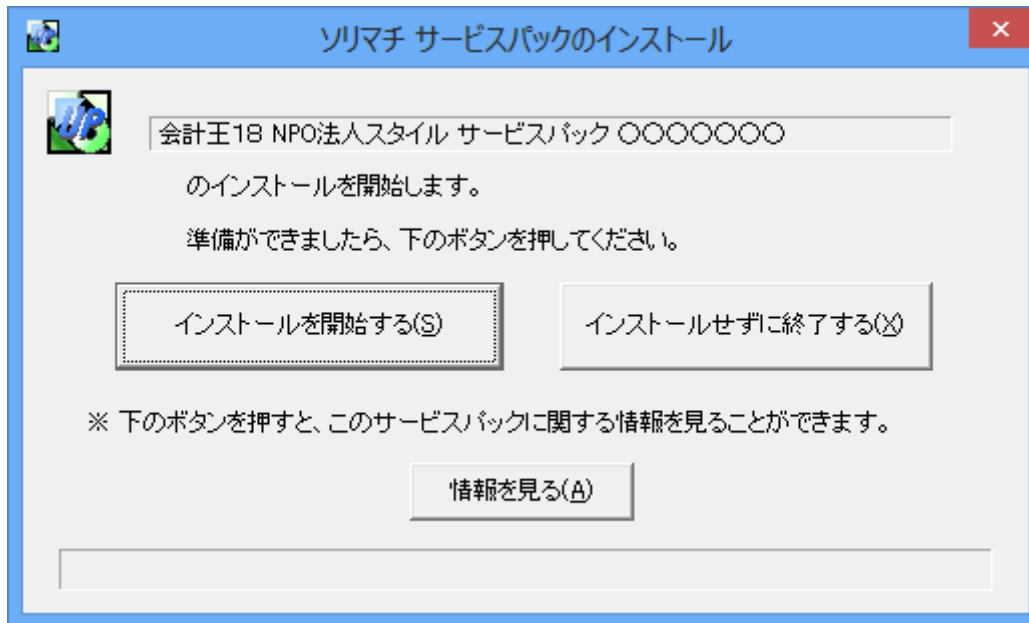 ソリマチ サービスパックのインストール
UP
会計王18 NPO法人スタイル サービスパック 〇〇〇〇〇〇〇
のインストールを開始します。
準備ができましたら、下のボタンを押してください。
インストールを開始する(S)
インストールせずに終了する(X)
※ 下のボタンを押すと、このサービスパックに関する情報を見ることができます。
情報を見る(A)